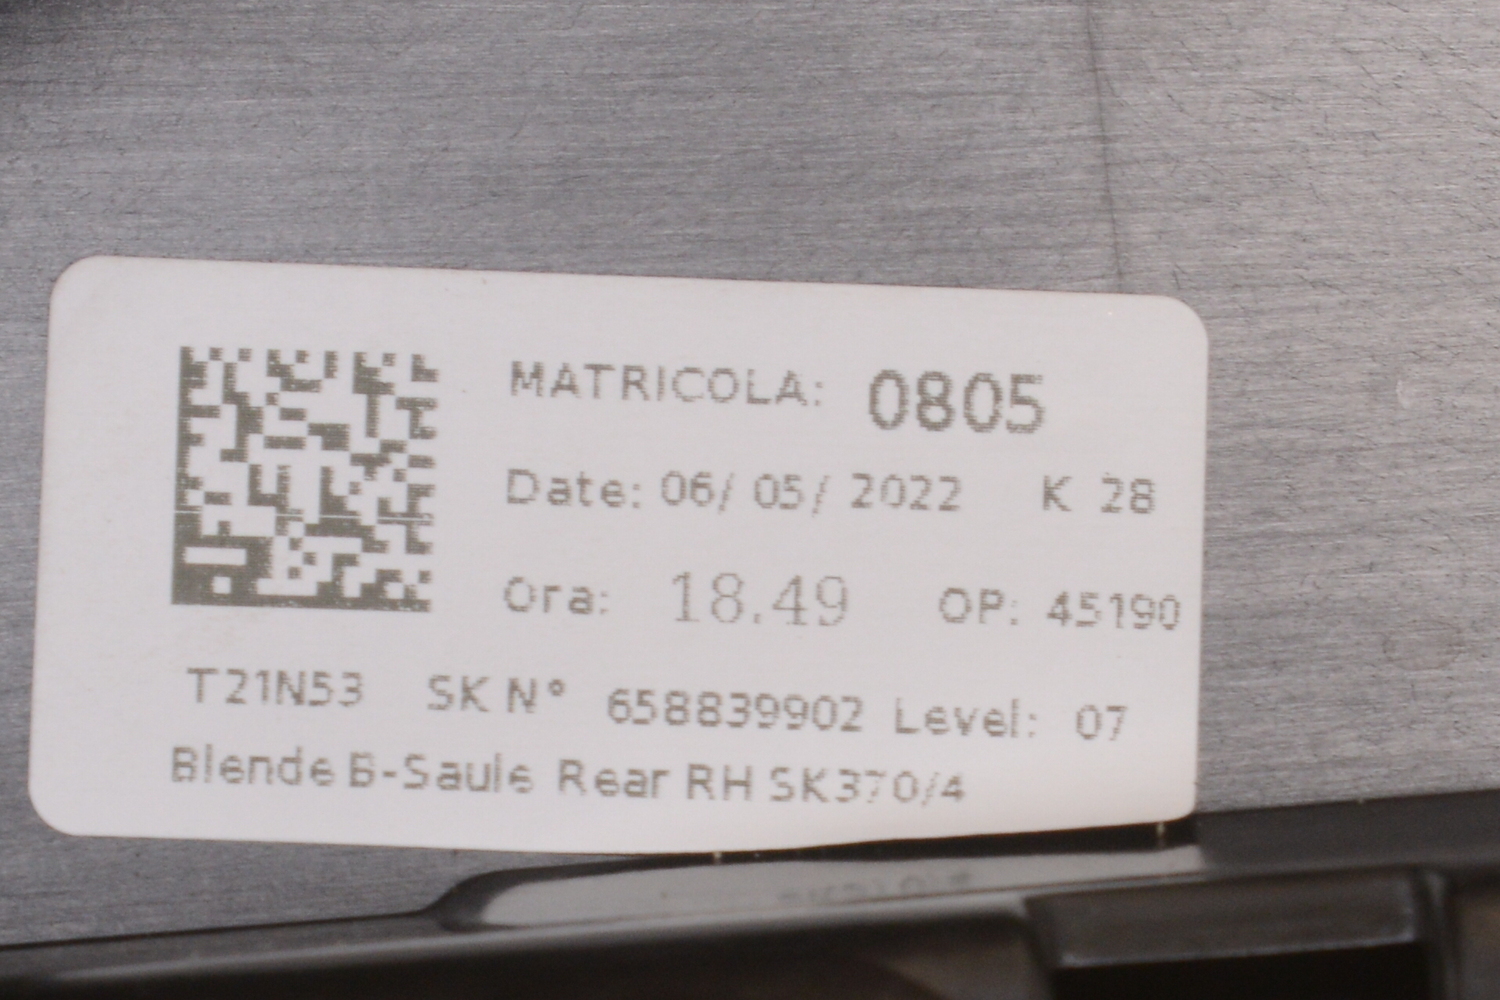 MATRICOLA: 0805
Date: 06/ 05/ 2022 K 28
Ora: 18.49 OP: 45190
T21N53 SK N° 658839902 Level: 07
Blende B-Saule Rear RH SK370/4